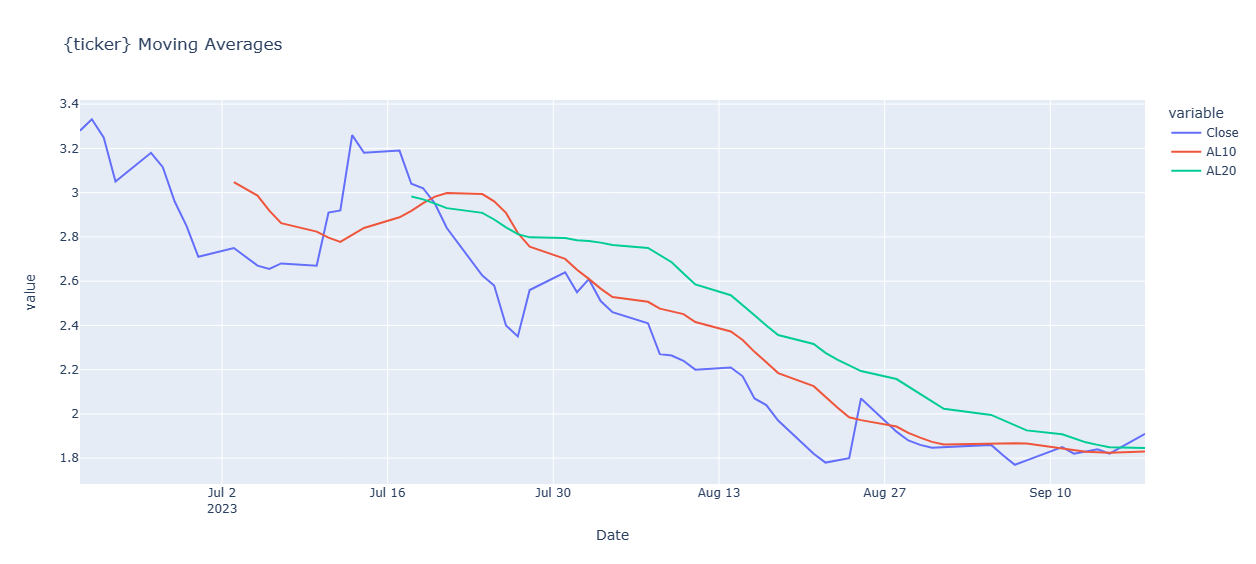 {ticker} Moving Averages
3.4
3.2
3
2.8
2.6
2.4
2.2
2
1.8
value
Jul 2
2023
Jul 16
Jul 30
Aug 13
Aug 27
Sep 10
Date
variable
Close
AL10
AL20